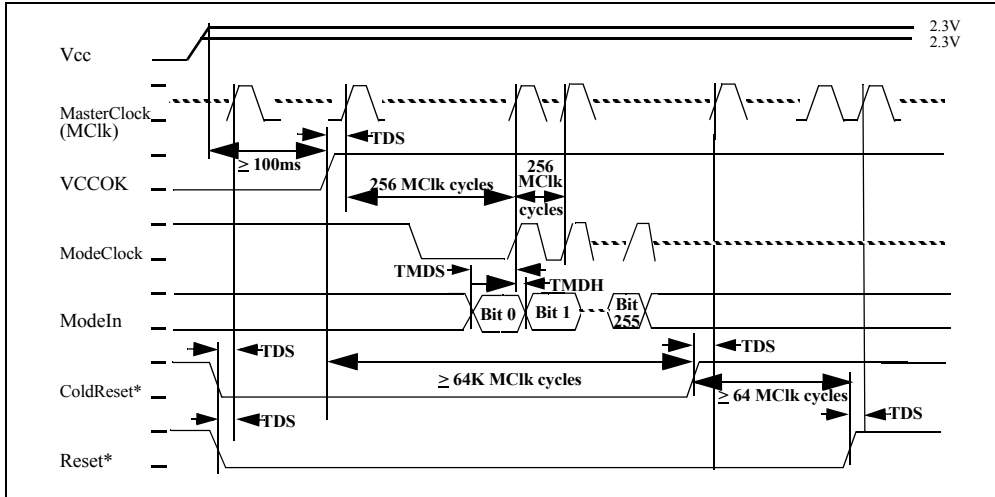 2.3V
2.3V
Vcc
MasterClock
(MClk)
TDS
≥ 100ms
VCCOK
256 MClk cycles
256
MClk
cycles
ModeClock
TMDS
TMDH
ModeIn
Bit 0
Bit 1
Bit
255
TDS
TDS
≥ 64K MClk cycles
ColdReset*
≥ 64 MClk cycles
TDS
TDS
Reset*